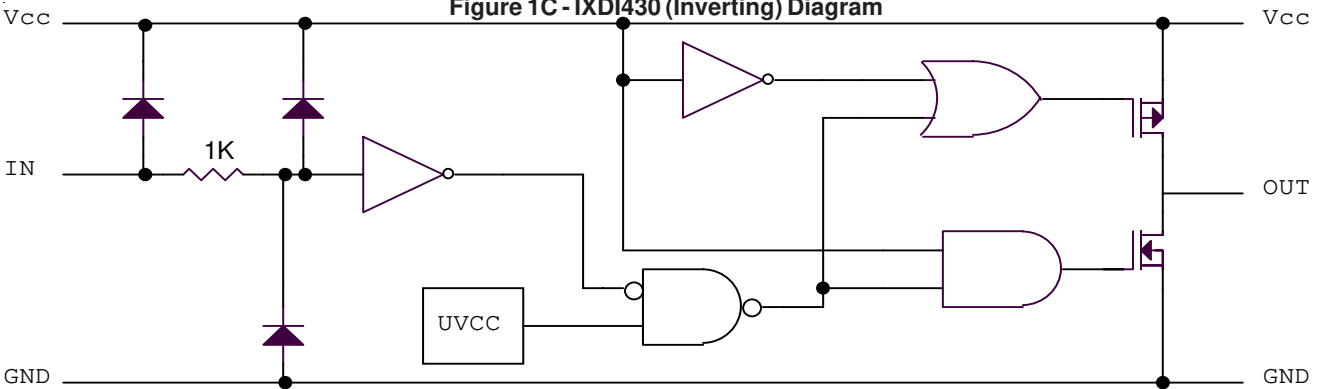 Figure 1C - IXDI430 (Inverting) Diagram
Vcc
Vcc
1K
IN
OUT
UVCC
GND
GND